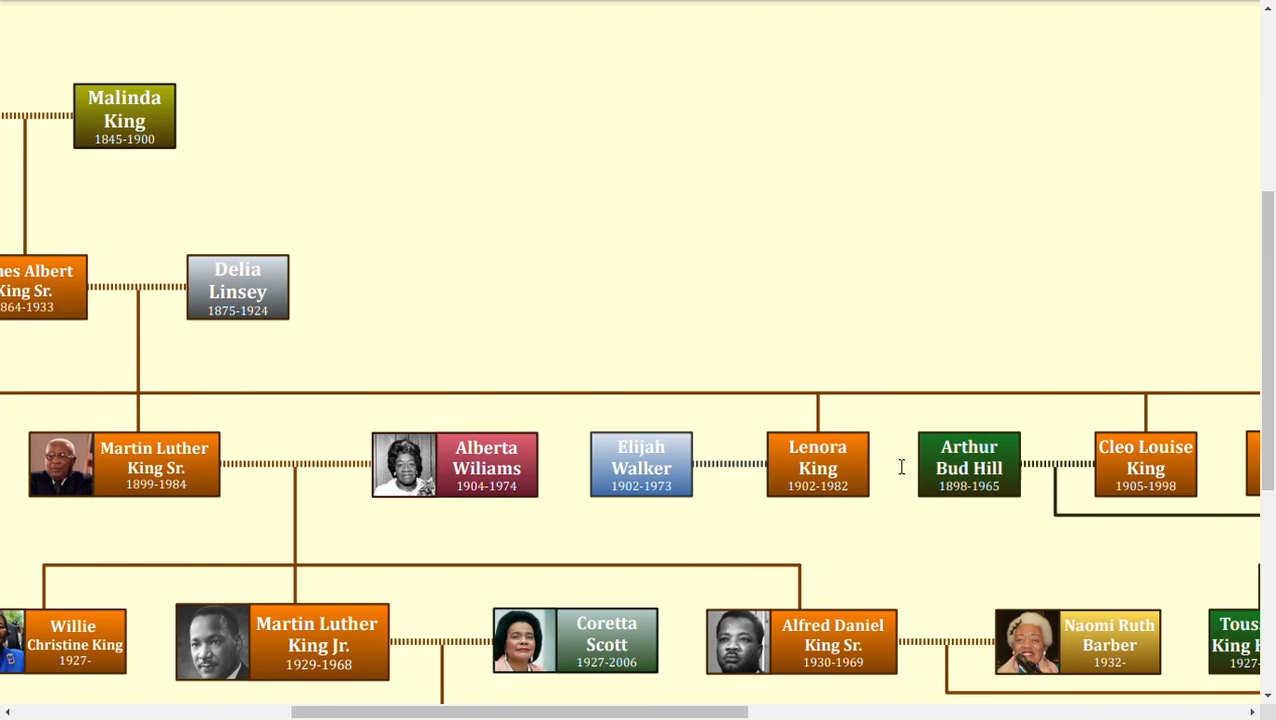 Malinda
King
1845-1900
nes Albert
King Sr.
864-1933
Delia
Linsey
1875-1924
Martin Luther
King Sr.
1899-1984
Alberta
Wiliams
1904-1974
Elijah
Walker
1902-1973
Lenora
King
1902-1982
Arthur
Bud Hill
1898-1965
Cleo Louise
King
1905-1998
Willie
Christine King
1927-
Martin Luther
King Jr.
1929-1968
Coretta
Scott
1927-2006
Alfred Daniel
King Sr.
1930-1969
Naomi Ruth
Barber
1932-
Tous
King
1927-